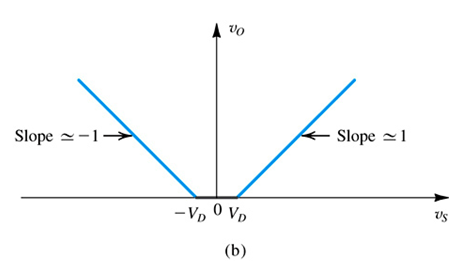 v_O
Slope ≃ −1
Slope ≃ 1
−V_D 0 V_D
v_S
(b)